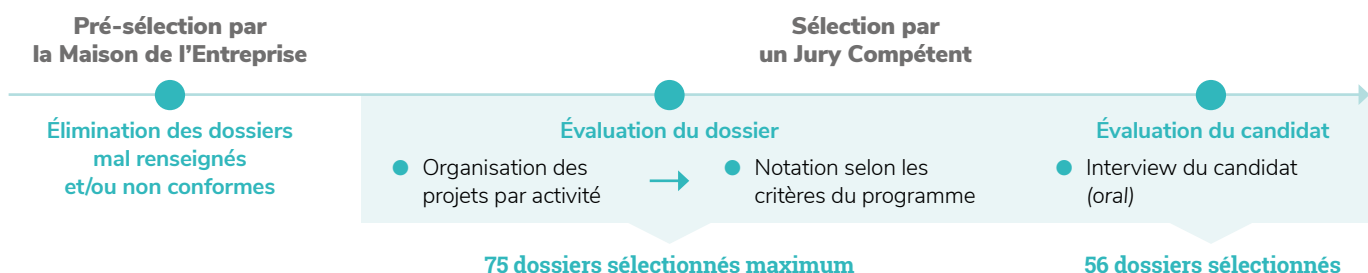 Pré-sélection par
la Maison de l'Entreprise
Sélection par
un Jury Compétent
Élimination des dossiers
mal renseignés
et/ou non conformes
Évaluation du dossier
Organisation des
projets par activité
Notation selon les
critères du programme
Évaluation du candidat
Interview du candidat
(oral)
75 dossiers sélectionnés maximum
56 dossiers sélectionnés